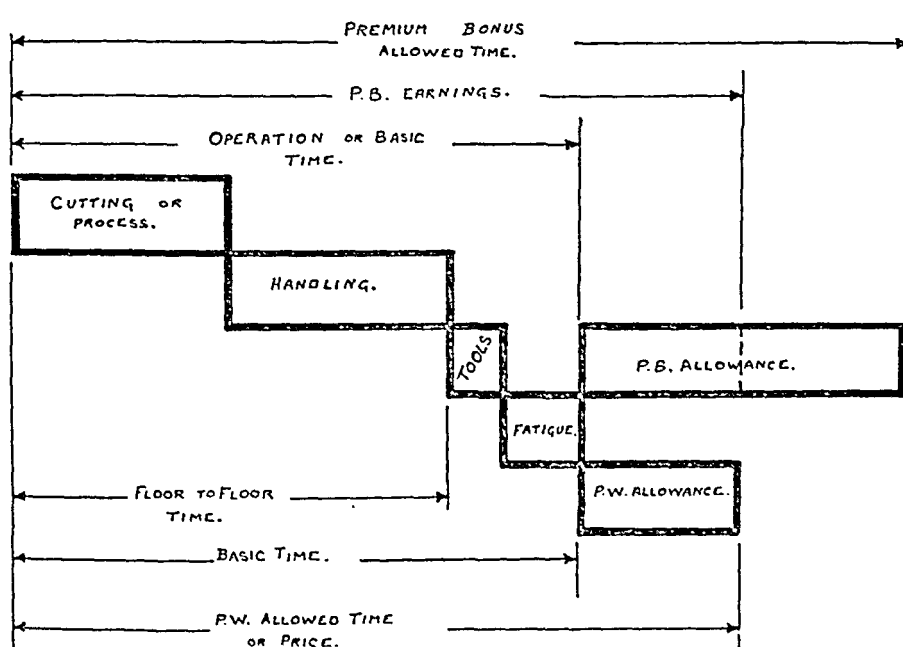 PREMIUM BONUS
ALLOWED TIME.
P.B. EARNINGS.
OPERATION OR BASIC
TIME.
CUTTING OR
PROCESS.
HANDLING.
TOOLS
P.B. ALLOWANCE.
FATIGUE.
P.W. ALLOWANCE.
FLOOR TO FLOOR
TIME.
BASIC TIME.
P.W. ALLOWED TIME
OR PRICE.